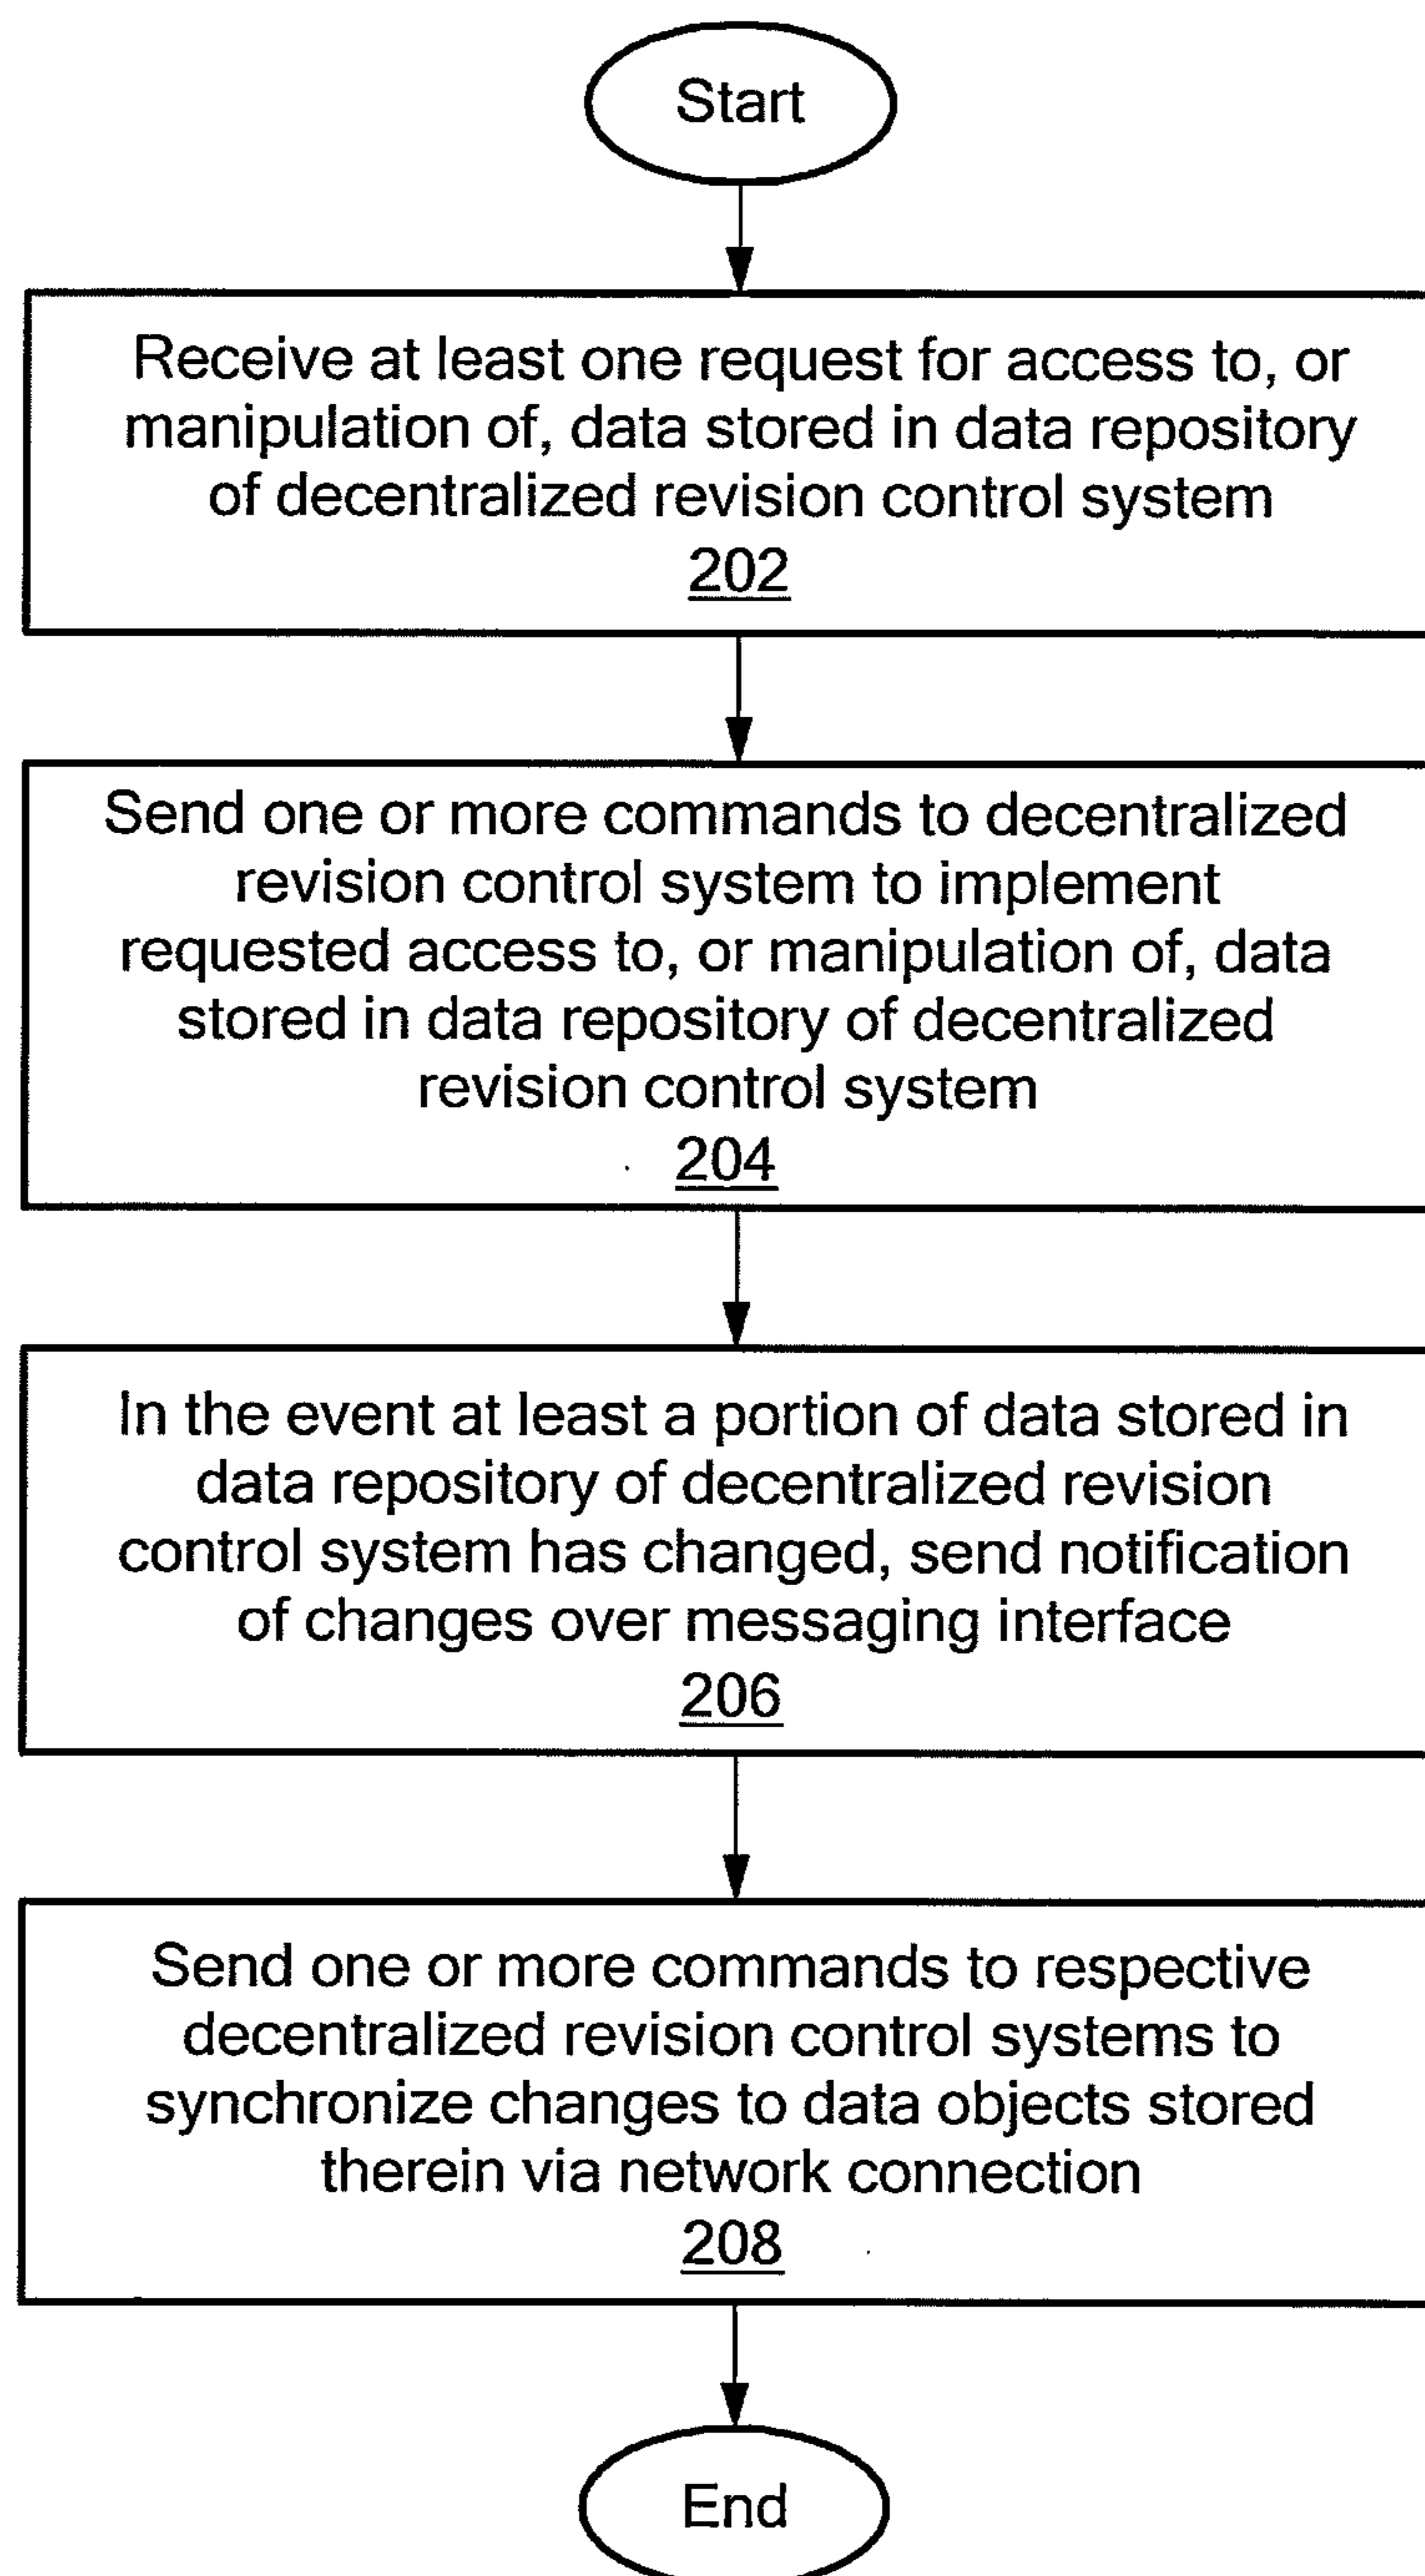 Start
Receive at least one request for access to, or
manipulation of, data stored in data repository
of decentralized revision control system
202
Send one or more commands to decentralized
revision control system to implement
requested access to, or manipulation of, data
stored in data repository of decentralized
revision control system
204
In the event at least a portion of data stored in
data repository of decentralized revision
control system has changed, send notification
of changes over messaging interface
206
Send one or more commands to respective
decentralized revision control systems to
synchronize changes to data objects stored
therein via network connection
208
End